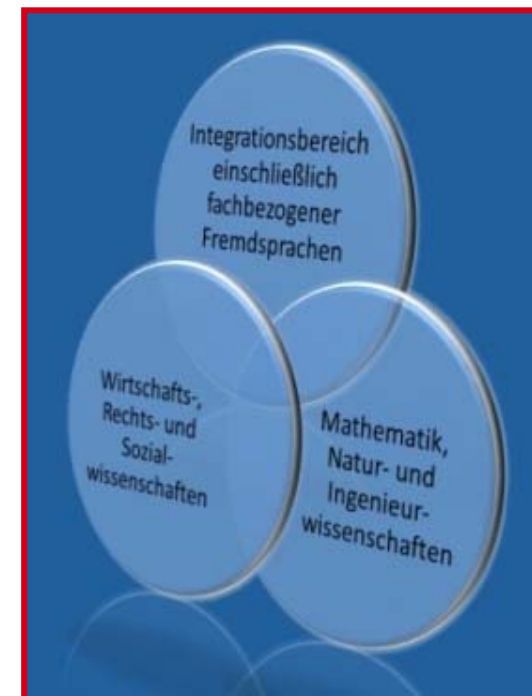 Integrationsbereich
einschließlich
fachbezogener
Fremdsprachen
Wirtschafts-,
Rechts- und
Sozial-
wissenschaften
Mathematik,
Natur- und
Ingenieur-
wissenschaften